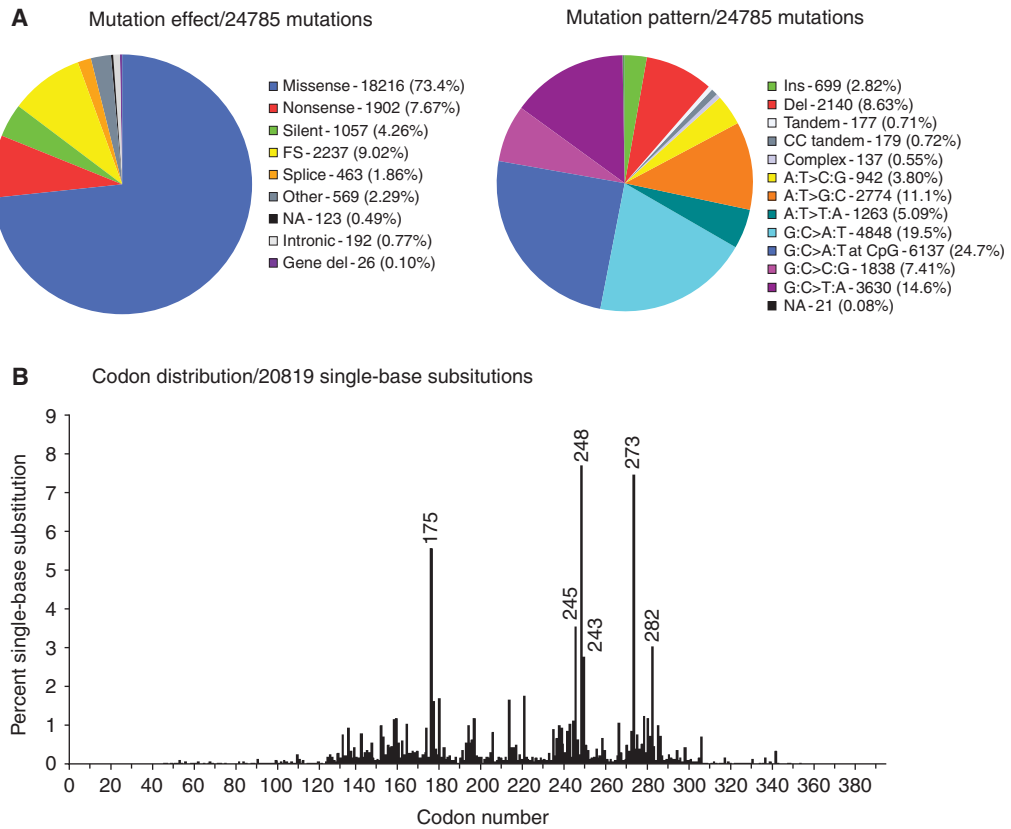 A
Mutation effect/24785 mutations
Missense - 18216 (73.4%)
Nonsense - 1902 (7.67%)
Silent - 1057 (4.26%)
FS - 2237 (9.02%)
Splice - 463 (1.86%)
Other - 569 (2.29%)
NA - 123 (0.49%)
Intronic - 192 (0.77%)
Gene del - 26 (0.10%)
Mutation pattern/24785 mutations
Ins - 699 (2.82%)
Del - 2140 (8.63%)
Tandem - 177 (0.71%)
CC tandem - 179 (0.72%)
Complex - 137 (0.55%)
A:T>C:G - 942 (3.80%)
A:T>G:C - 2774 (11.1%)
A:T>T:A - 1263 (5.09%)
G:C>A:T - 4848 (19.5%)
G:C>A:T at CpG - 6137 (24.7%)
G:C>C:G - 1838 (7.41%)
G:C>T:A - 3630 (14.6%)
NA - 21 (0.08%)
B
Codon distribution/20819 single-base subsitutions
Percent single-base substitution
9
8
7
6
5
4
3
2
1
0
175
245
248
243
273
282
0 20 40 60 80 100 120 140 160 180 200 220 240 260 280 300 320 340 360 380
Codon number